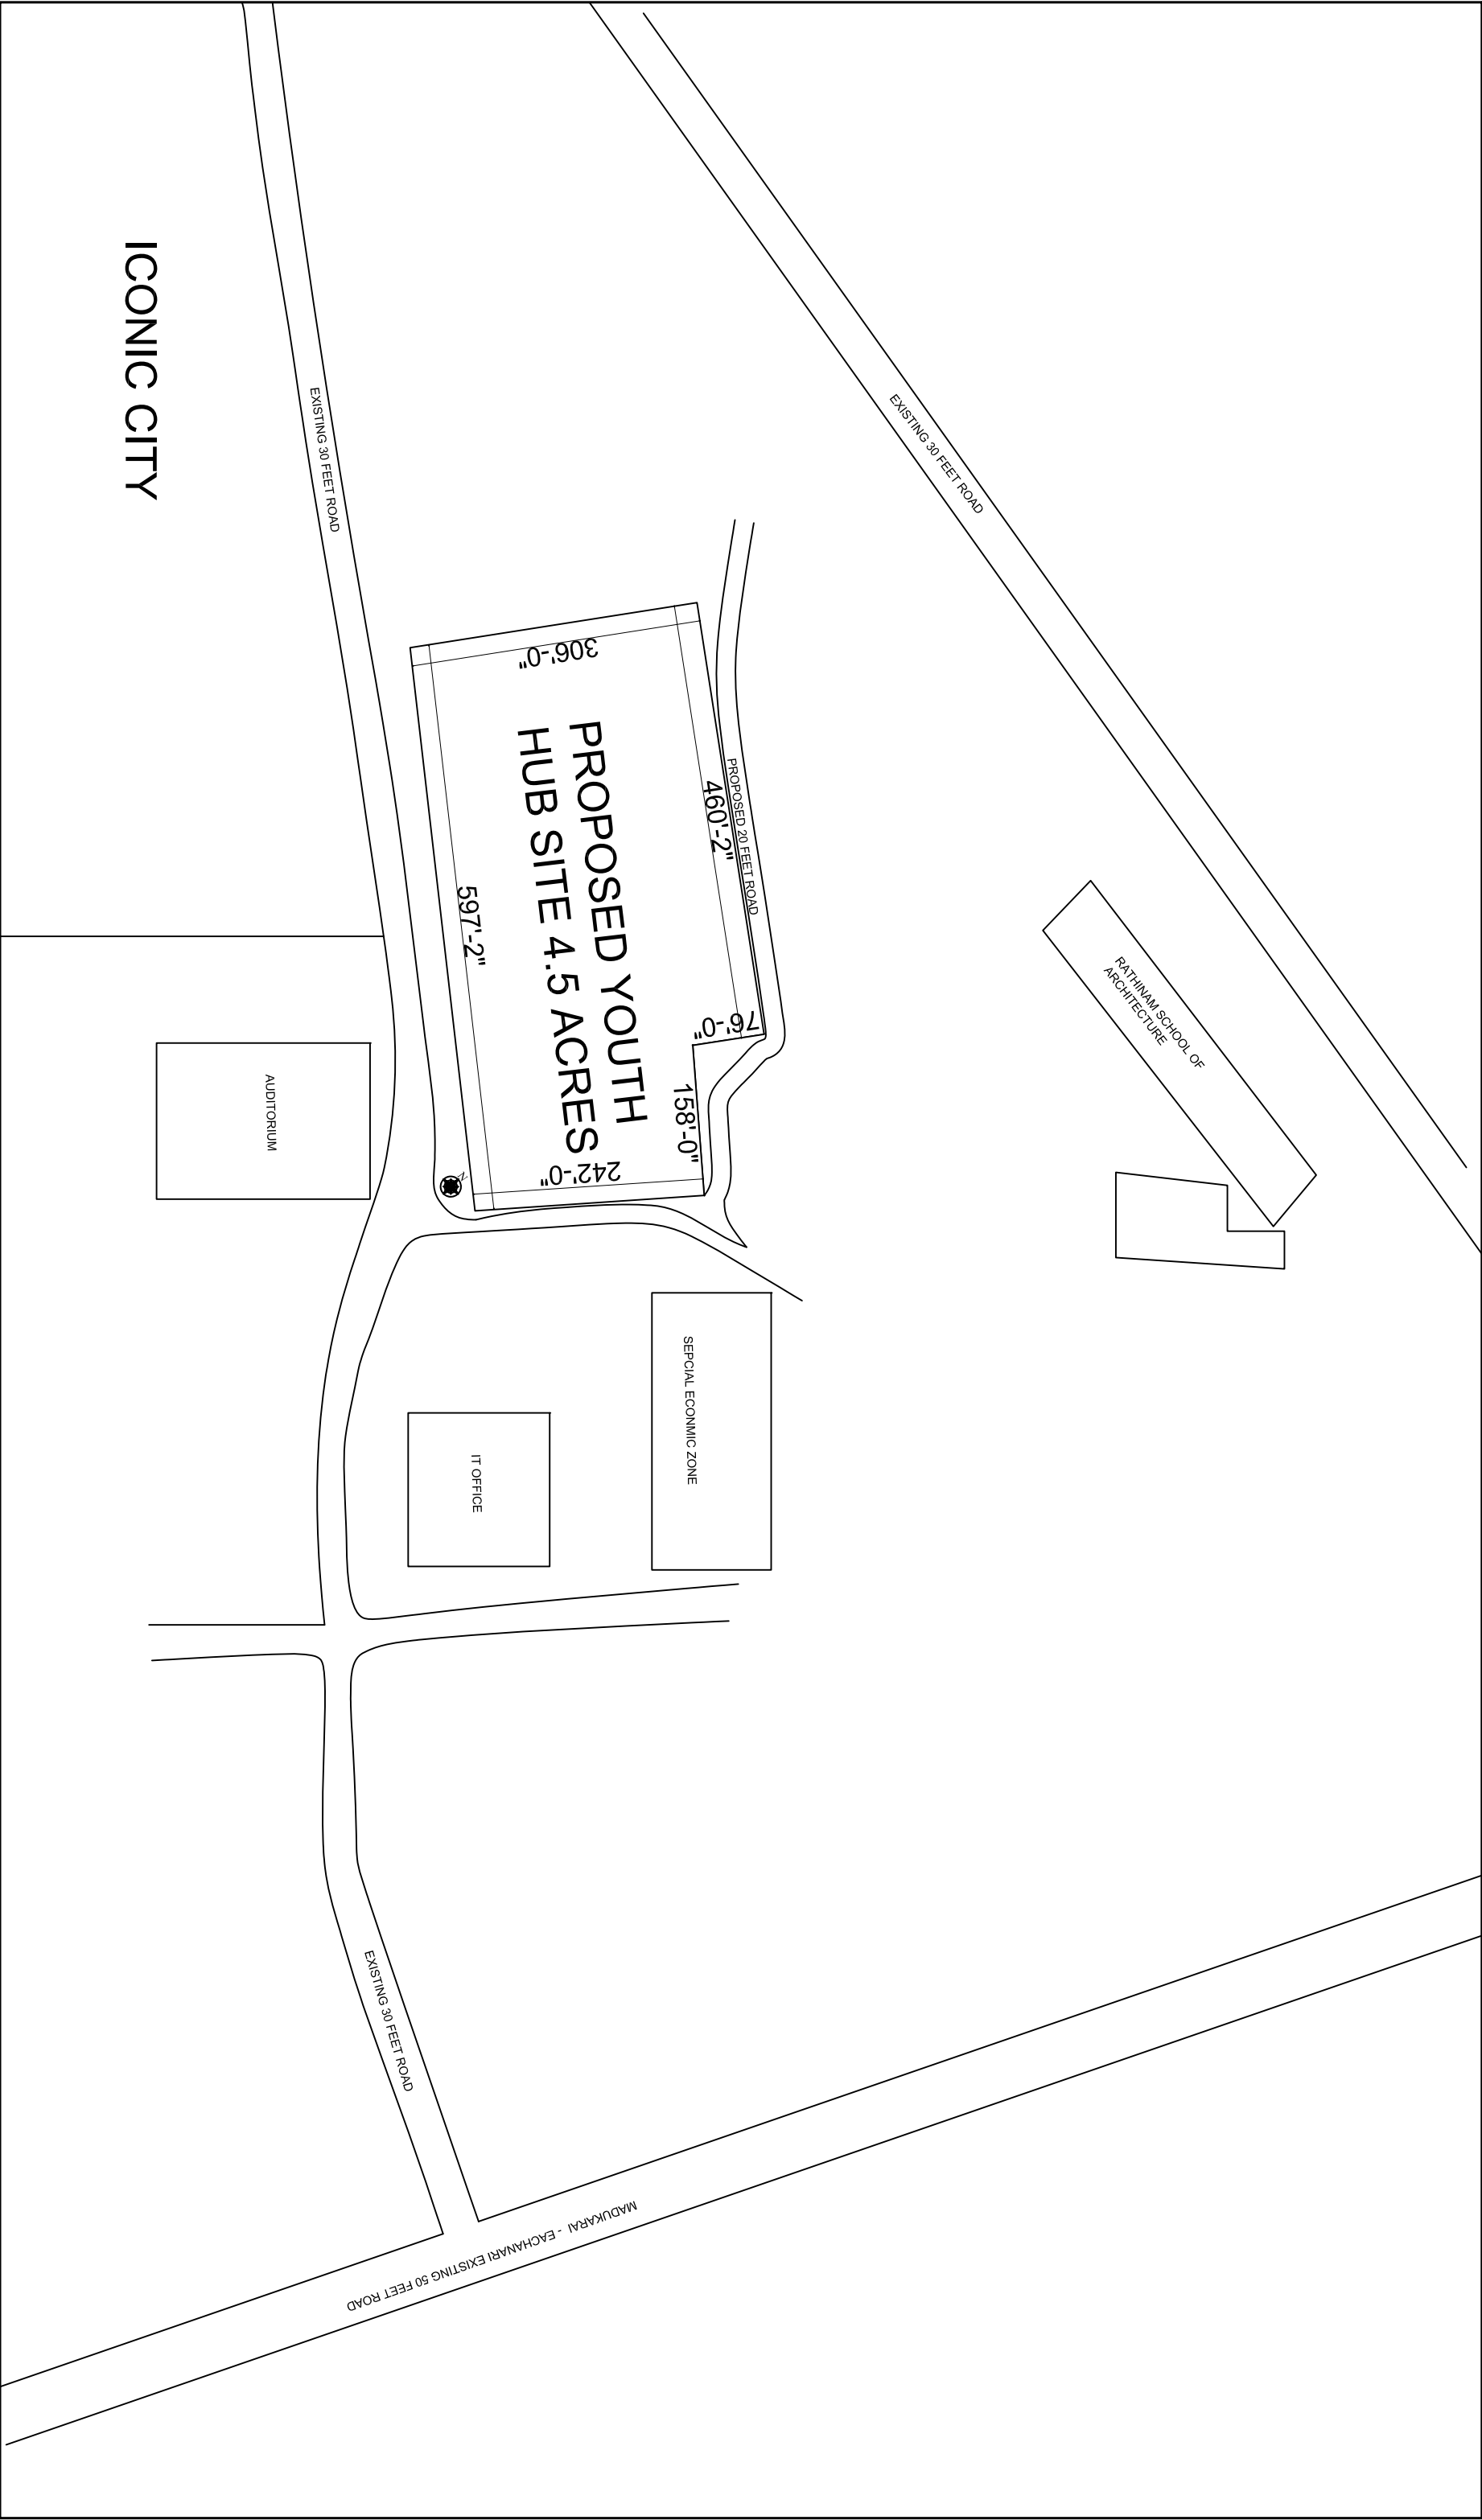 ICONIC CITY
EXISTING 30 FEET ROAD
EXISTING 30 FEET ROAD
306'-0"
PROPOSED YOUTH
HUB SITE 4.5 ACRES
460'-2"
PROPOSED 20 FEET ROAD
597'-2"
76'-0"
158'-0"
242'-0"
N
RATHINAM SCHOOL OF
ARCHITECTURE
AUDITORIUM
SEPCIAL ECONMIC ZONE
IT OFFICE
EXISTING 30 FEET ROAD
MADUKARAI - EACHANARI EXISTING 50 FEET ROAD